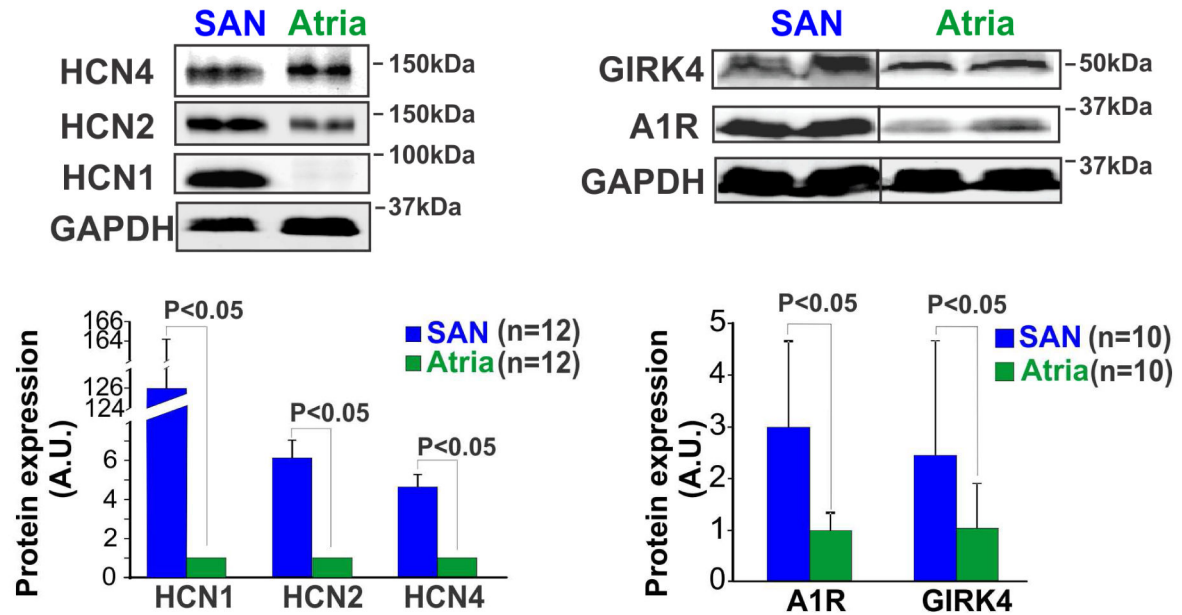 SAN Atria
HCN4
150kDa
HCN2
150kDa
HCN1
100kDa
GAPDH
37kDa
SAN Atria
GIRK4
50kDa
A1R
37kDa
GAPDH
37kDa
Protein expression
(A.U.)
166
164
126
124
6
4
2
0
P<0.05
P<0.05
P<0.05
SAN (n=12)
Atria (n=12)
HCN1 HCN2 HCN4
Protein expression
(A.U.)
5
4
3
2
1
0
P<0.05
P<0.05
SAN (n=10)
Atria (n=10)
A1R GIRK4